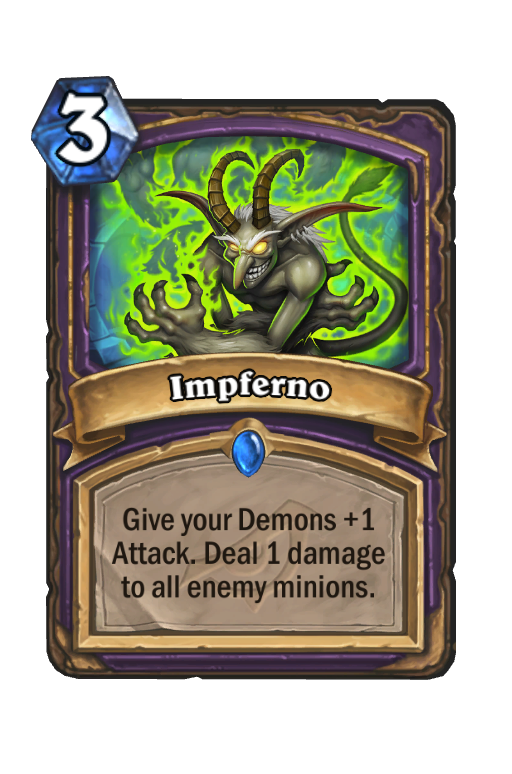 3
Impferno
Give your Demons +1
Attack. Deal 1 damage
to all enemy minions.